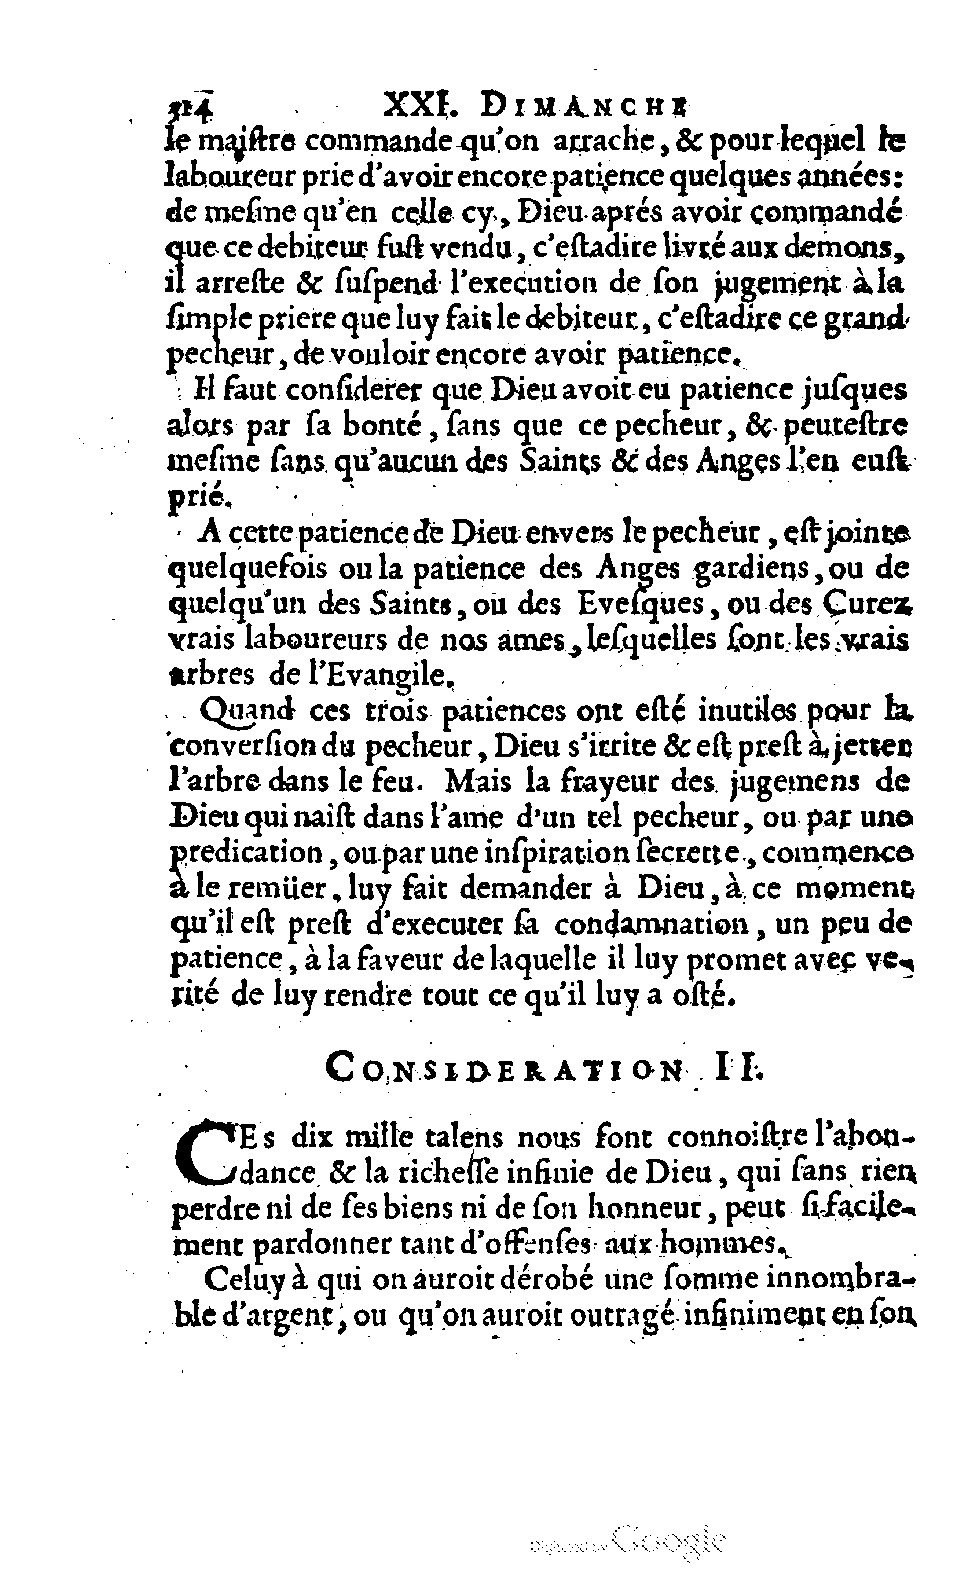 314 XXI. DIMANCHE
le maiſtre commande qu'on arrache, & pour lequel le
laboureur prie d'avoir encore patience quelques années:
de meſme qu'en celle cy, Dieu aprés avoir commandé
que ce debiteur fuſt vendu, c'eſtadire livré aux demons,
il arreſte & ſuſpend l'execution de ſon jugement à la
ſimple priere que luy fait le debiteur, c'eſtadire ce grand
pecheur, de vouloir encore avoir patience.
Il faut conſiderer que Dieu avoit eu patience juſques
alors par ſa bonté, ſans que ce pecheur, & peuteſtre
meſme ſans qu'aucun des Saints & des Anges l'en euſt
prié.
A cette patience de Dieu envers le pecheur, eſt jointe
quelquefois ou la patience des Anges gardiens, ou de
quelqu'un des Saints, ou des Eveſques, ou des Curez
vrais laboureurs de nos ames, leſquelles ſont les vrais
arbres de l'Evangile.
Quand ces trois patiences ont eſté inutiles pour la
converſion du pecheur, Dieu s'irrite & eſt preſt à jetter
l'arbre dans le feu. Mais la frayeur des jugemens de
Dieu qui naiſt dans l'ame d'un tel pecheur, ou par une
predication, ou par une inſpiration ſecrette, commence
à le remüer, luy fait demander à Dieu, à ce moment
qu'il eſt preſt d'executer ſa condamnation, un peu de
patience, à la faveur de laquelle il luy promet avec ve-
rité de luy rendre tout ce qu'il luy a oſté.
CONSIDERATION II.
CEs dix mille talens nous font connoiſtre l'abon-
dance & la richeſſe infinie de Dieu, qui ſans rien
perdre ni de ſes biens ni de ſon honneur, peut ſi facile-
ment pardonner tant d'offenſes aux hommes.
Celuy à qui on auroit dérobé une ſomme innombra-
ble d'argent, ou qu'on auroit outragé infiniment en ſon
Digitized by Google